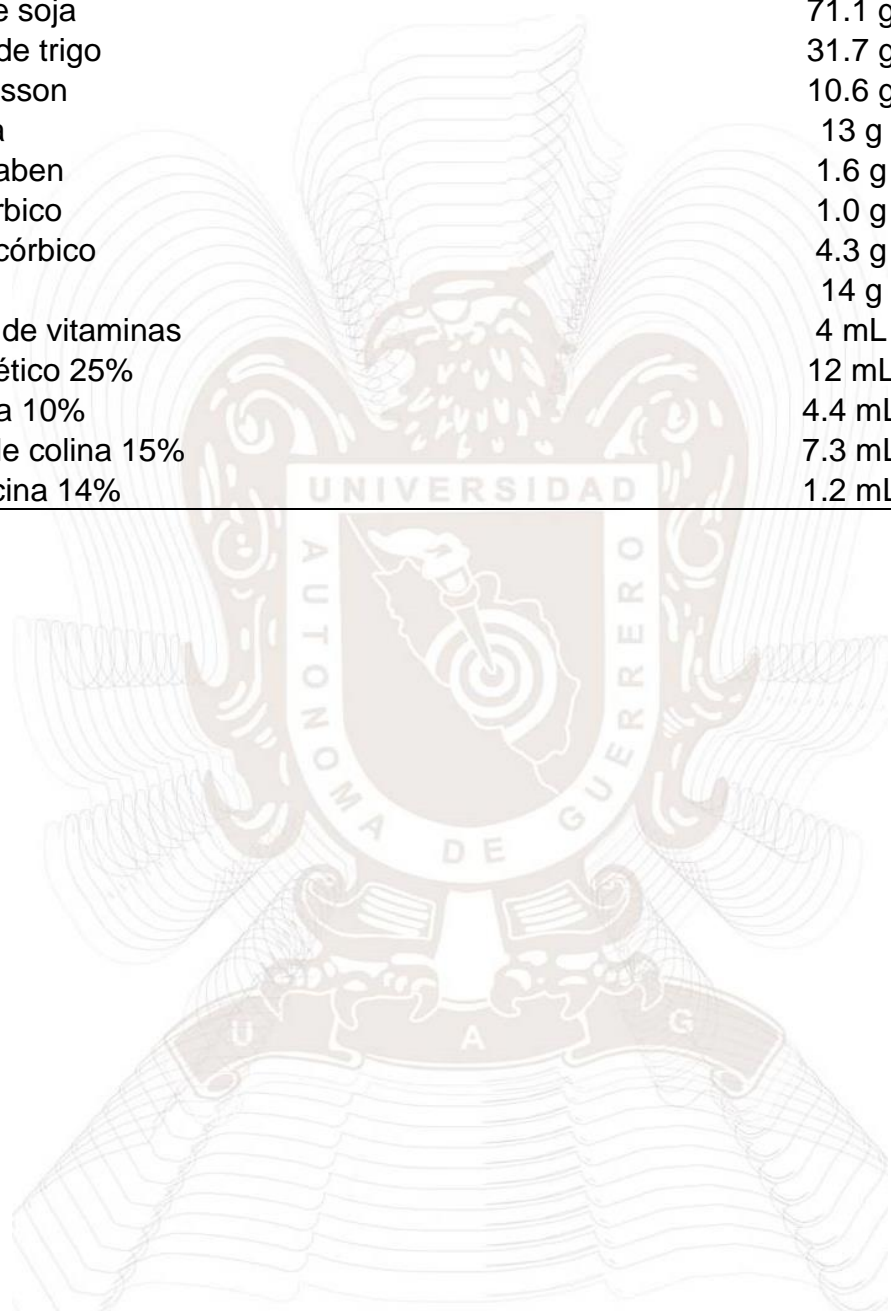 e soja 71.1 g
de trigo 31.7 g
sson 10.6 g
a 13 g
aben 1.6 g
rbico 1.0 g
córbico 4.3 g
14 g
de vitaminas 4 mL
ético 25% 12 mL
a 10% 4.4 mL
de colina 15% 7.3 mL
cina 14% 1.2 mL
UNIVERSIDAD
AUTONOMA DE GUERRERO
U A G